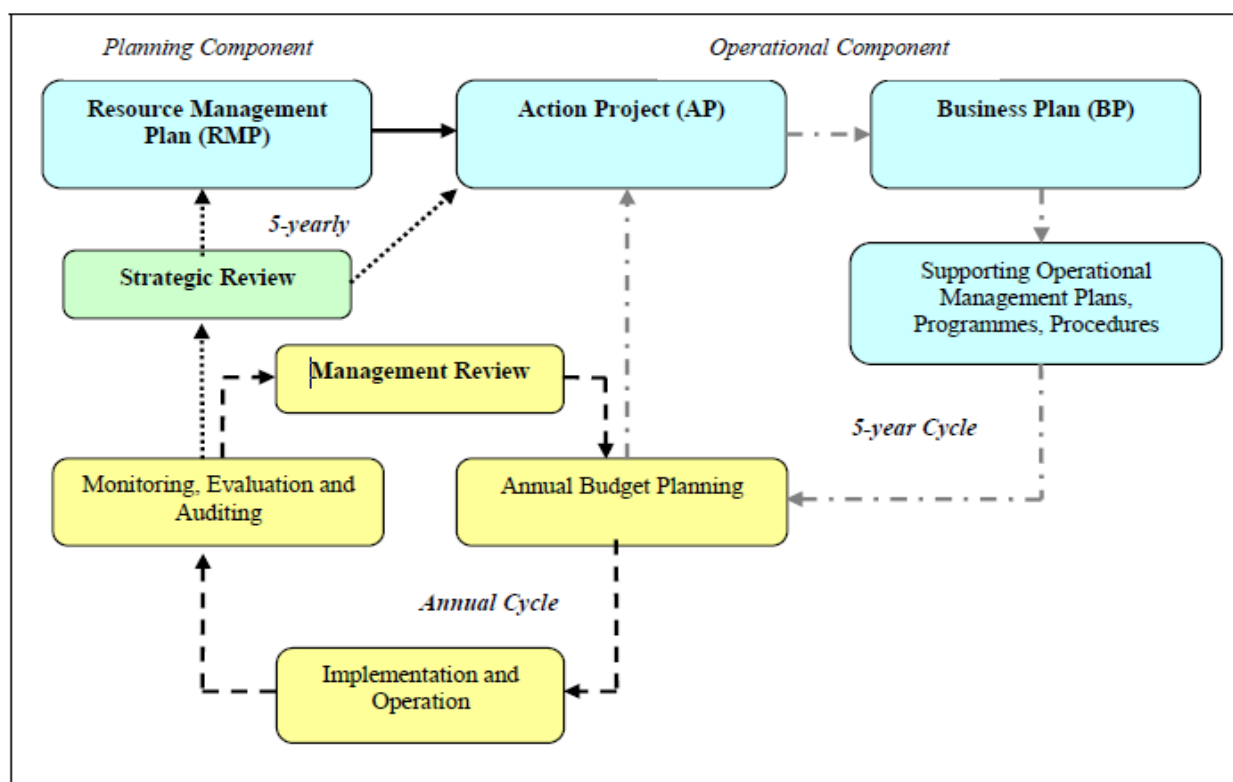 Planning Component
Operational Component
Resource Management
Plan (RMP)
Action Project (AP)
Business Plan (BP)
5-yearly
Strategic Review
Supporting Operational
Management Plans,
Programmes, Procedures
Management Review
5-year Cycle
Monitoring, Evaluation and
Auditing
Annual Budget Planning
Annual Cycle
Implementation and
Operation